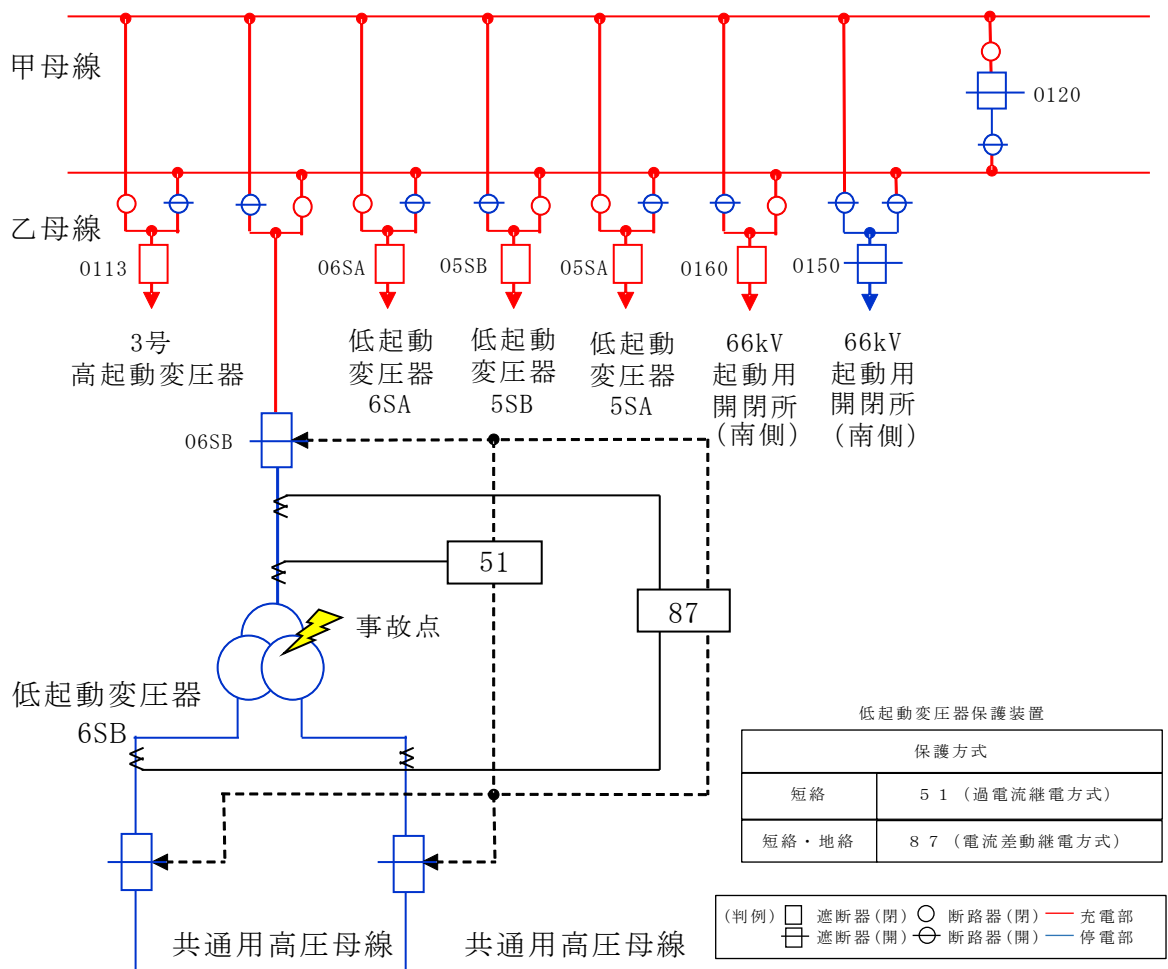 甲母線
0120
乙母線
0113
06SA
05SB
05SA
0160
0150
3号
高起動変圧器
低起動
変圧器
6SA
低起動
変圧器
5SB
低起動
変圧器
5SA
66kV
起動用
開閉所
(南側)
66kV
起動用
開閉所
(南側)
06SB
51
87
事故点
低起動変圧器
6SB
低起動変圧器保護装置
保護方式
短絡
51 (過電流継電方式)
短絡・地絡
87 (電流差動継電方式)
共通用高圧母線
共通用高圧母線
(判例) 遮断器(閉) 断路器(閉) 充電部
遮断器(開) 断路器(開) 停電部